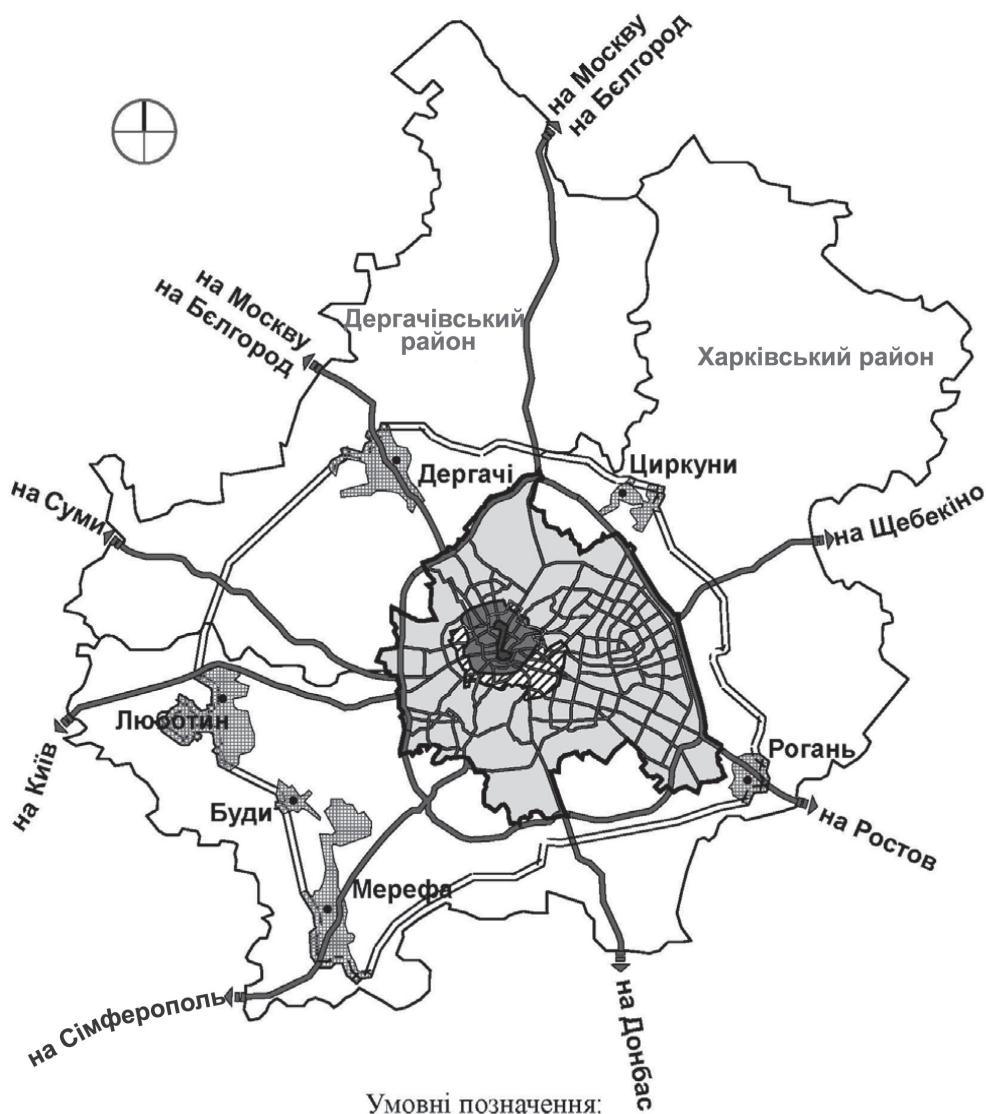 на Москву
на Бєлгород
на Москву
на Бєлгород
Дергачівський
район
Харківський район
Дергачі
Циркуни
на Суми
на Щебекіно
Люботин
на Київ
Рогань
Буди
на Ростов
Мерефа
на Сімферополь
на Донбас
Умовні позначення: